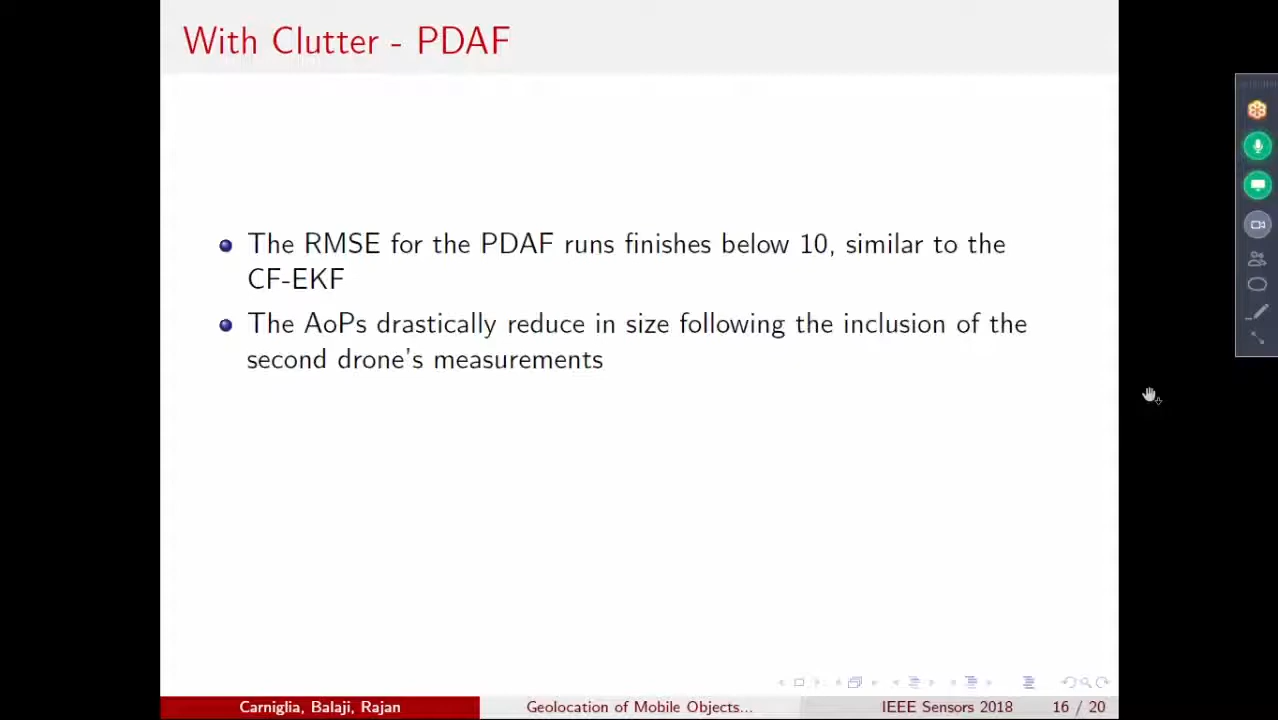 With Clutter - PDAF
The RMSE for the PDAF runs finishes below 10, similar to the
CF-EKF
The AoPs drastically reduce in size following the inclusion of the
second drone's measurements
Carniglia, Balaji, Rajan
Geolocation of Mobile Objects...
IEEE Sensors 2018
16 / 20